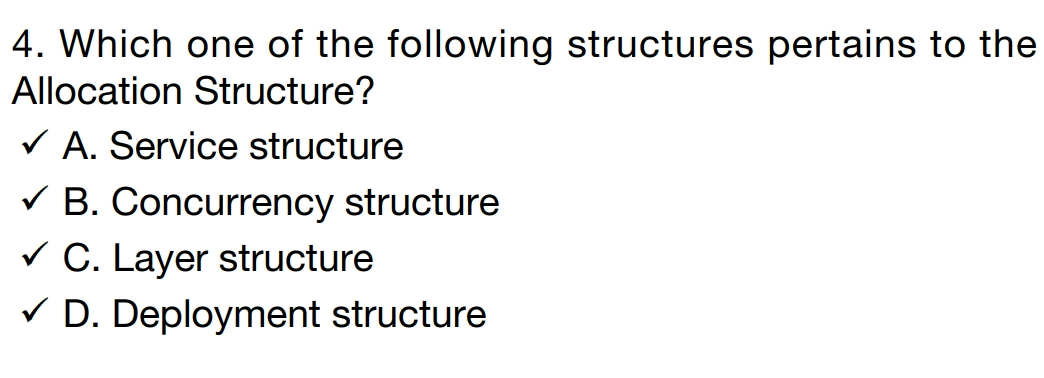 4. Which one of the following structures pertains to the
Allocation Structure?
✓ A. Service structure
✓ B. Concurrency structure
✓ C. Layer structure
✓ D. Deployment structure